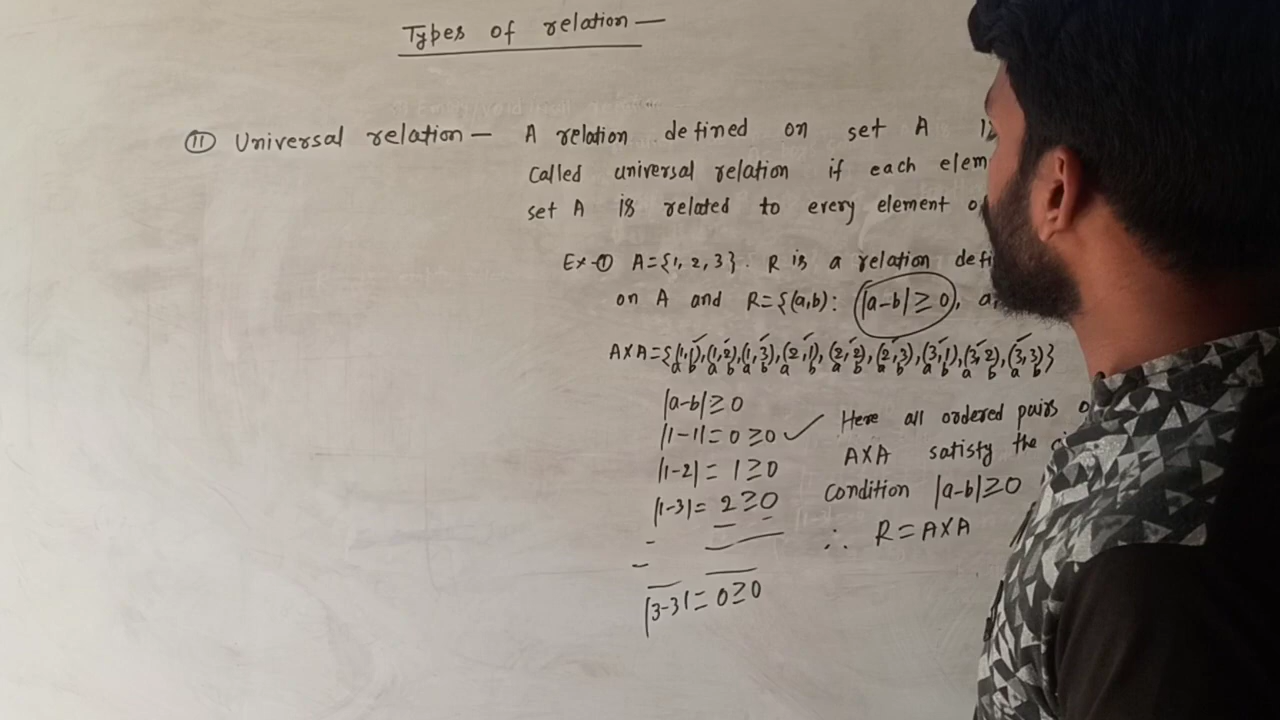 Types of relation —
(II) Universal relation — A relation defined on set A
called universal relation if each
set A is related to every element
Ex-① A={1, 2, 3}. R is a relation
on A and R={(a,b): |a-b|≥0,
AXA={(1,1),(1,2),(1,3),(2,1),(2,2),(2,3),(3,1),(3,2),(3,3)}
a b a b a b a b a b a b a b a b a b
|a-b|≥0
|1-1|=0≥0 ✓
|1-2|=1≥0
|1-3|=2≥0
|3-3|=0≥0
Here all ordered pairs
AXA satisfy the
condition |a-b|≥0
∴ R=AXA